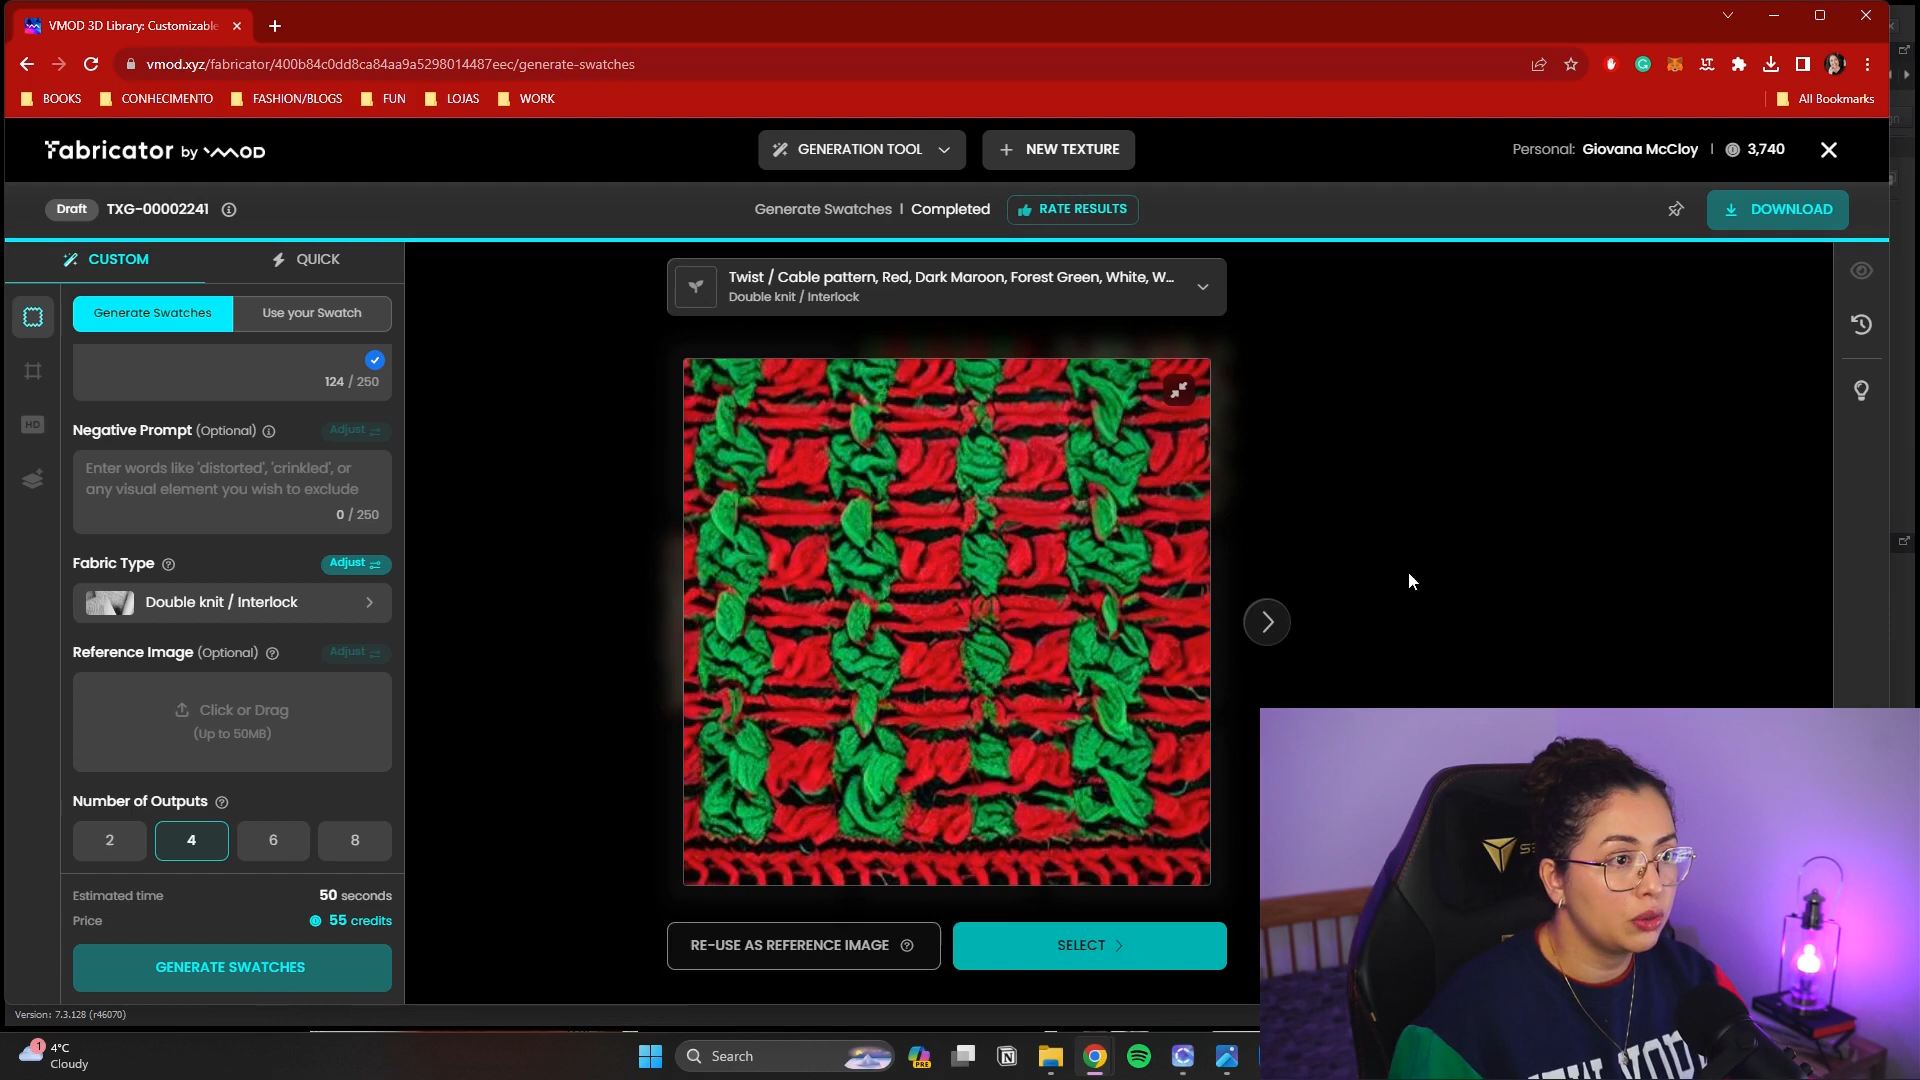 VMOD 3D Library: Customizable
vmod.xyz/fabricator/400b84c0dd8ca84aa9a5298014487eec/generate-swatches
BOOKS
CONHECIMENTO
FASHION/BLOGS
FUN
LOJAS
WORK
All Bookmarks
Fabricator by VMOD
GENERATION TOOL
NEW TEXTURE
Personal: Giovana McCloy | 3,740
Draft TXG-00002241
Generate Swatches | Completed
RATE RESULTS
DOWNLOAD
CUSTOM
QUICK
Generate Swatches
Use your Swatch
124 / 250
Negative Prompt (Optional)
Adjust
Enter words like 'distorted', 'crinkled', or
any visual element you wish to exclude
0 / 250
Fabric Type
Adjust
Double knit / Interlock
Reference Image (Optional)
Adjust
Click or Drag
(Up to 50MB)
Number of Outputs
2
4
6
8
Estimated time
50 seconds
Price
55 credits
GENERATE SWATCHES
HD
Twist / Cable pattern, Red, Dark Maroon, Forest Green, White, W...
Double knit / Interlock
RE-USE AS REFERENCE IMAGE
SELECT
Version: 7.3.128 (r46070)
1
4°C
Cloudy
Search
PRE